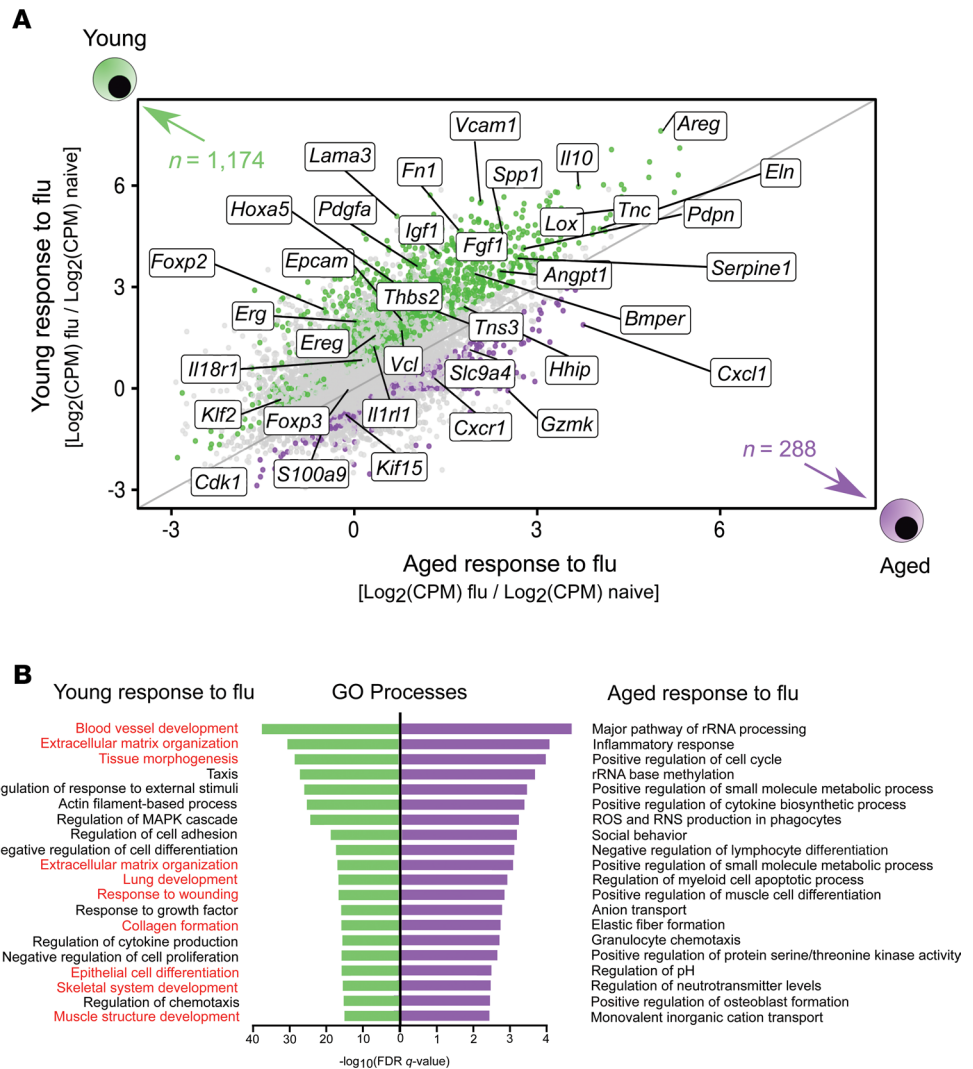 A
Young
n = 1,174
Vcam1
Areg
Lama3
Fn1
Il10
Spp1
Eln
Hoxa5
Pdgfa
Igf1
Lox
Tnc
Pdpn
Fgf1
Foxp2
Epcam
Angpt1
Serpine1
Thbs2
Erg
Tns3
Bmper
Ereg
Il18r1
Vcl
Slc9a4
Hhip
Cxcl1
Klf2
Foxp3
Il1rl1
Cxcr1
Gzmk
Cdk1
S100a9
Kif15
n = 288
Young response to flu
[Log2(CPM) flu / Log2(CPM) naive]
6
3
0
-3
-3
0
3
6
Aged response to flu
[Log2(CPM) flu / Log2(CPM) naive]
Aged
B
Young response to flu
GO Processes
Aged response to flu
Blood vessel development
Major pathway of rRNA processing
Extracellular matrix organization
Inflammatory response
Tissue morphogenesis
Positive regulation of cell cycle
Taxis
rRNA base methylation
gulation of response to external stimuli
Positive regulation of small molecule metabolic process
Actin filament-based process
Positive regulation of cytokine biosynthetic process
Regulation of MAPK cascade
ROS and RNS production in phagocytes
Regulation of cell adhesion
Social behavior
egative regulation of cell differentiation
Negative regulation of lymphocyte differentiation
Extracellular matrix organization
Positive regulation of small molecule metabolic process
Lung development
Regulation of myeloid cell apoptotic process
Response to wounding
Positive regulation of muscle cell differentiation
Response to growth factor
Anion transport
Collagen formation
Elastic fiber formation
Regulation of cytokine production
Granulocyte chemotaxis
Negative regulation of cell proliferation
Positive regulation of protein serine/threonine kinase activity
Epithelial cell differentiation
Regulation of pH
Skeletal system development
Regulation of neutrotransmitter levels
Regulation of chemotaxis
Positive regulation of osteoblast formation
Muscle structure development
Monovalent inorganic cation transport
40 30 20 10 0 1 2 3 4
-log10(FDR q-value)